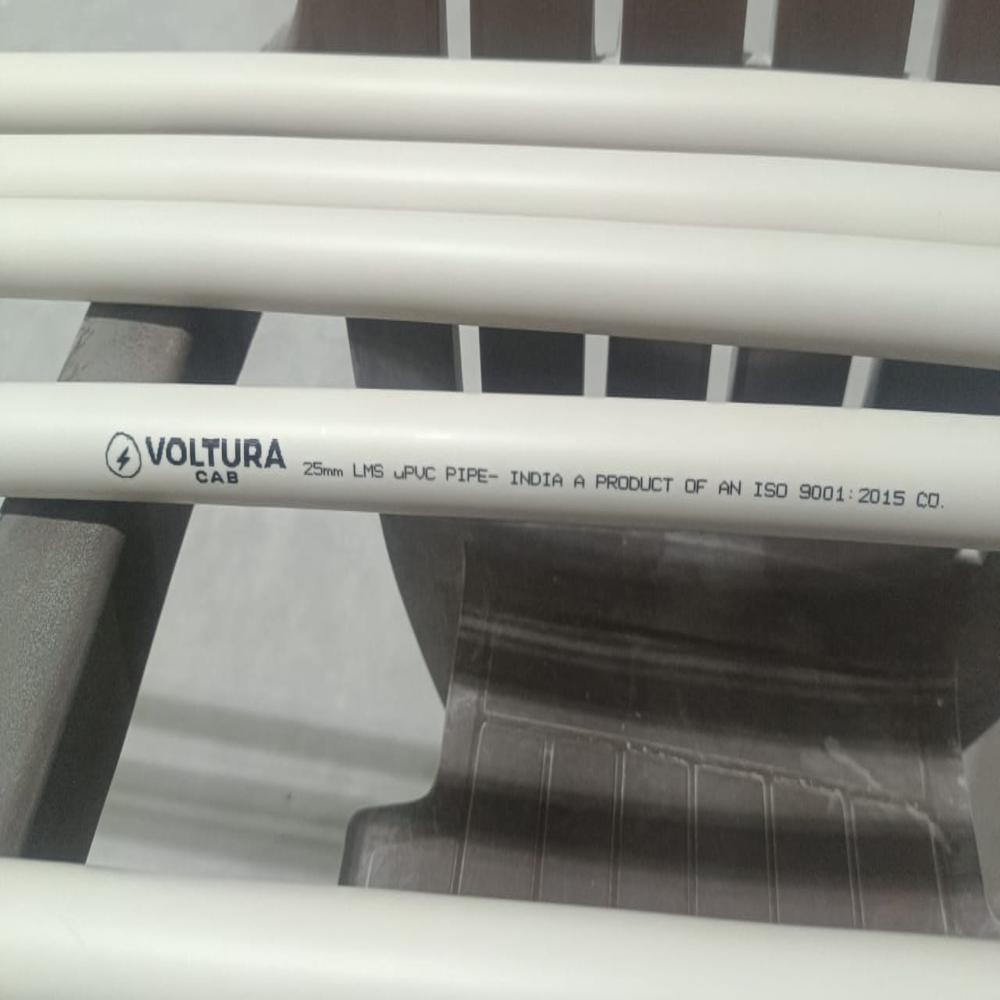 VOLTURA
CAB
25mm LMS uPVC PIPE- INDIA A PRODUCT OF AN ISO 9001:2015 CO.